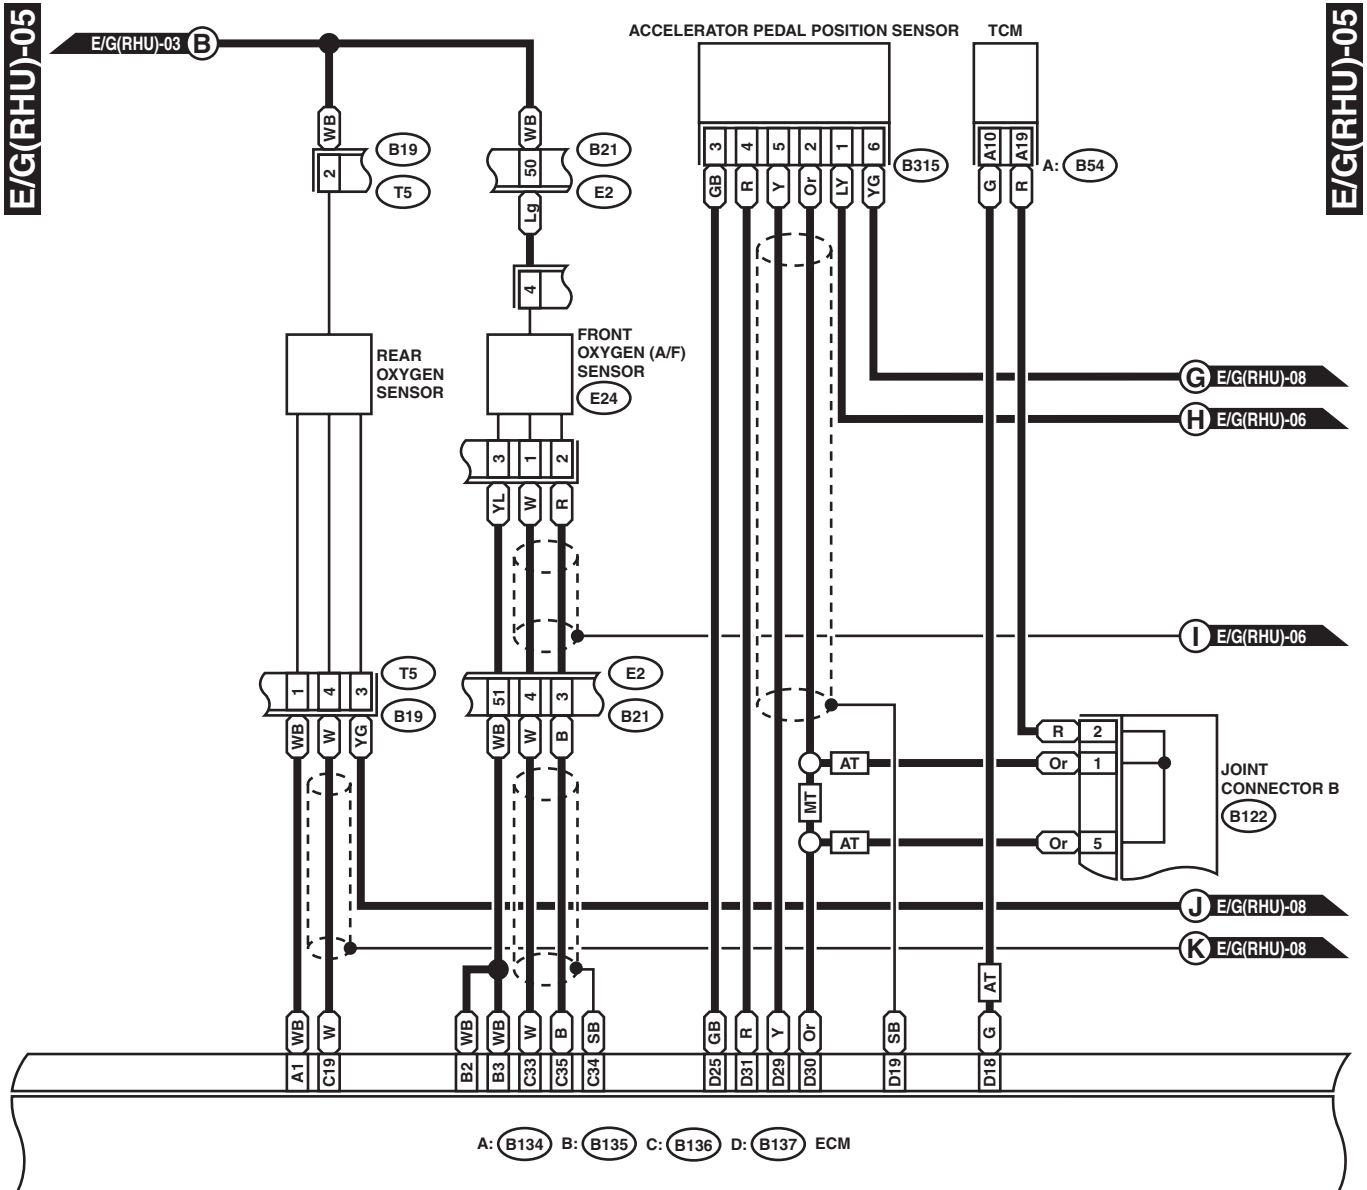 E/G(RHU)-05
E/G(RHU)-05
E/G(RHU)-03 B
ACCELERATOR PEDAL POSITION SENSOR
TCM
WB
WB
2
B19
T5
50
B21
E2
Lg
4
3 4 5 2 1 6
B315
GB R Y Or LY YG
A10 A19
A: B54
G R
REAR
OXYGEN
SENSOR
FRONT
OXYGEN (A/F)
SENSOR
E24
G E/G(RHU)-08
H E/G(RHU)-06
3 1 2
YL W R
I E/G(RHU)-06
1 4 3
T5
B19
WB W YG
51 4 3
E2
B21
WB W B
R 2
Or 1
AT
MT
AT
Or 5
JOINT
CONNECTOR B
B122
J E/G(RHU)-08
K E/G(RHU)-08
AT
WB W WB WB W B SB GB R Y Or SB G
A1 C19 B2 B3 C33 C35 C34 D25 D31 D29 D30 D19 D18
A: B134 B: B135 C: B136 D: B137 ECM